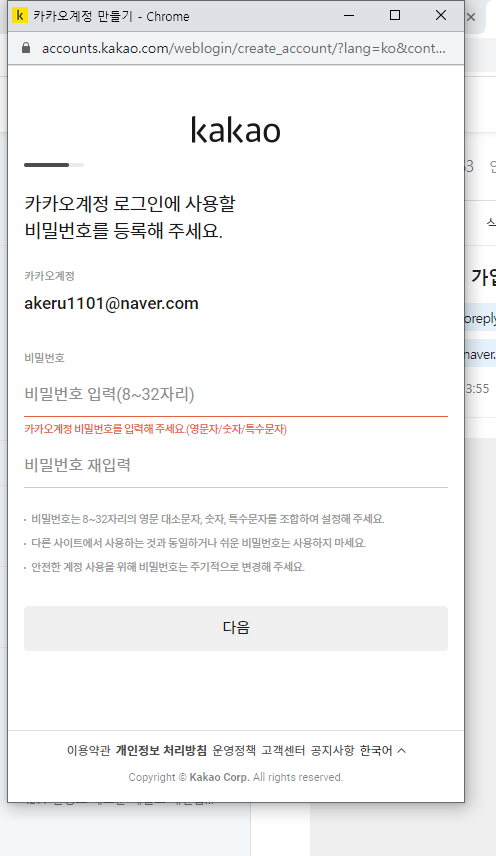 카카오계정 만들기 - Chrome
accounts.kakao.com/weblogin/create_account/?lang=ko&cont...
kakao
카카오계정 로그인에 사용할
비밀번호를 등록해 주세요.
카카오계정
akeru1101@naver.com
비밀번호
비밀번호 입력(8~32자리)
카카오계정 비밀번호를 입력해 주세요.(영문자/숫자/특수문자)
비밀번호 재입력
· 비밀번호는 8~32자리의 영문 대소문자, 숫자, 특수문자를 조합하여 설정해 주세요.
· 다른 사이트에서 사용하는 것과 동일하거나 쉬운 비밀번호는 사용하지 마세요.
· 안전한 계정 사용을 위해 비밀번호는 주기적으로 변경해 주세요.
다음
이용약관 개인정보 처리방침 운영정책 고객센터 공지사항 한국어
Copyright © Kakao Corp. All rights reserved.
가입
oreply
naver.
3:55